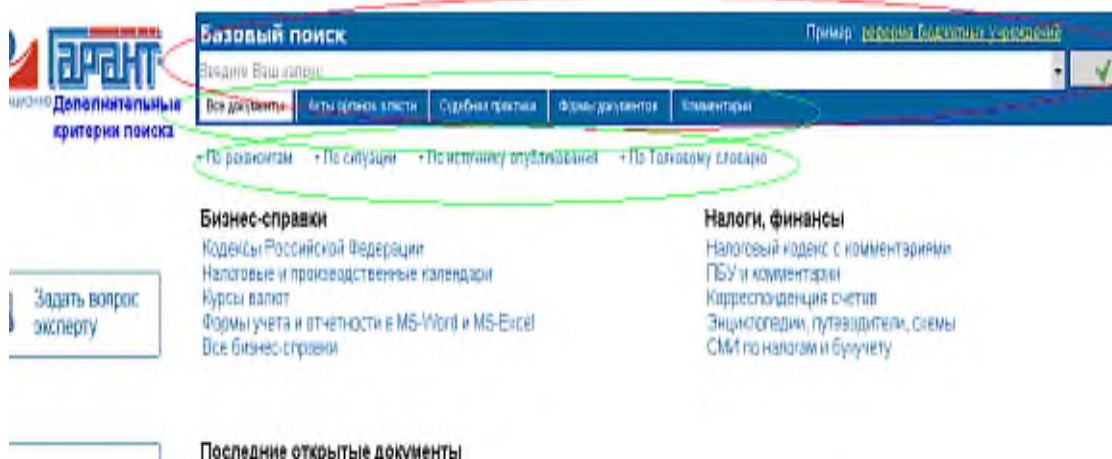 Гарант
Базовый поиск
Пример: реформа бюджетных учреждений
Введите Ваш запрос
Дополнительные
критерии поиска
Все документы Акты органов власти Судебная практика Формы документов Комментарии
По реквизитам По ситуации По источнику опубликования По Толковому словарю
Бизнес-справки
Кодексы Российской Федерации
Налоговые и производственные календари
Курсы валют
Формы учета и отчетности в MS-Word и MS-Excel
Все бизнес-справки
Налоги, финансы
Налоговый кодекс с комментариями
ПБУ и комментарии
Корреспонденция счетов
Энциклопедии, путеводители, схемы
СМИ по налогам и бухучету
Задать вопрос
эксперту
Последние открытые документы